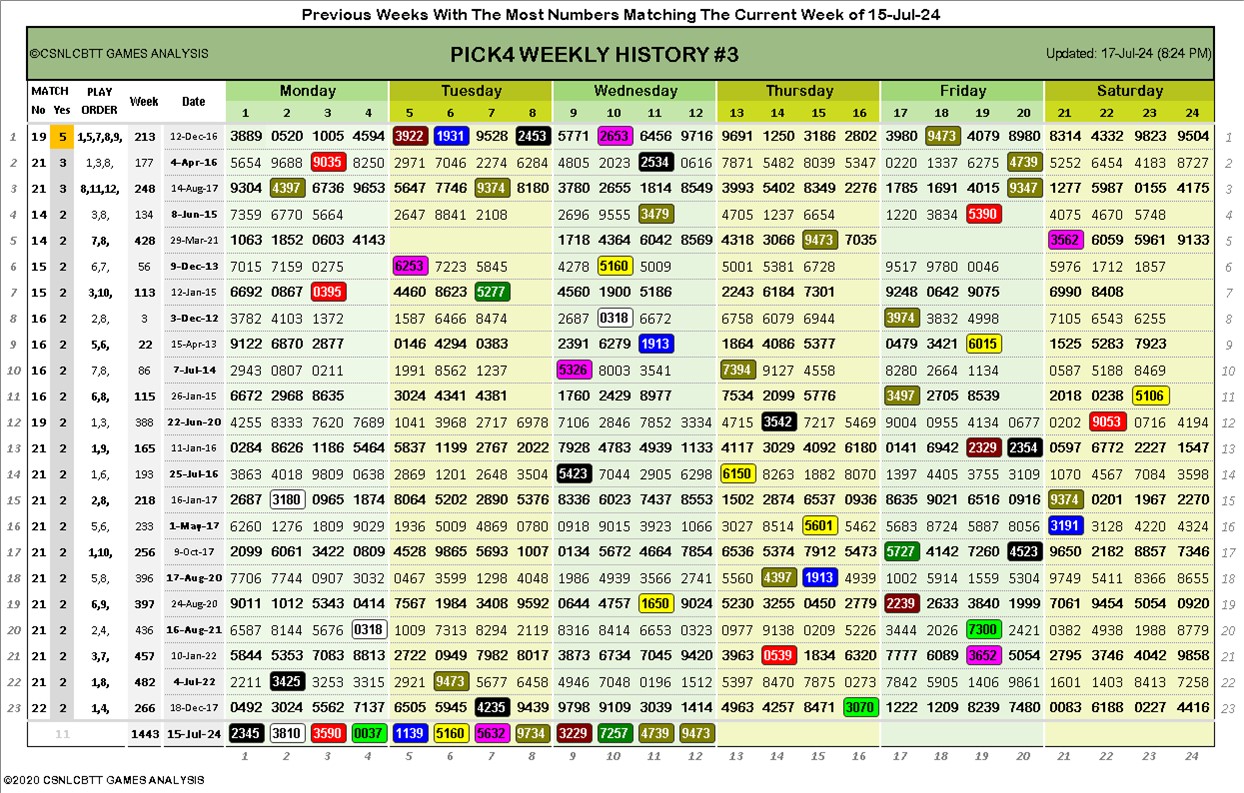 Previous Weeks With The Most Numbers Matching The Current Week of 15-Jul-24
©CSNLCBTT GAMES ANALYSIS PICK4 WEEKLY HISTORY #3 Updated: 17-Jul-24 (8:24 PM)
MATCH PLAY Week Date Monday Tuesday Wednesday Thursday Friday Saturday
No Yes ORDER 1 2 3 4 5 6 7 8 9 10 11 12 13 14 15 16 17 18 19 20 21 22 23 24
1 19 5 1,5,7,8,9, 213 12-Dec-16 3889 0520 1005 4594 3922 1931 9528 2453 5771 2653 6456 9716 9691 1250 3186 2802 3980 9473 4079 8980 8314 4332 9823 9504 1
2 21 3 1,3,8, 177 4-Apr-16 5654 9688 9035 8250 2971 7046 2274 6284 4805 2023 2534 0616 7871 5482 8039 5347 0220 1337 6275 4739 5252 6454 4183 8727 2
3 21 3 8,11,12, 248 14-Aug-17 9304 4397 6736 9653 5647 7746 9374 8180 3780 2655 1814 8549 3993 5402 8349 2276 1785 1691 4015 9347 1277 5987 0155 4175 3
4 14 2 3,8, 134 8-Jun-15 7359 6770 5664 2647 8841 2108 2696 9555 3479 4705 1237 6654 1220 3834 5390 4075 4670 5748 4
5 14 2 7,8, 428 29-Mar-21 1063 1852 0603 4143 1718 4364 6042 8569 4318 3066 9473 7035 3562 6059 5961 9133 5
6 15 2 6,7, 56 9-Dec-13 7015 7159 0275 6253 7223 5845 4278 5160 5009 5001 5381 6728 9517 9780 0046 5976 1712 1857 6
7 15 2 3,10, 113 12-Jan-15 6692 0867 0395 4460 8623 5277 4560 1900 5186 2243 6184 7301 9248 0642 9075 6990 8408 7
8 16 2 2,8, 3 3-Dec-12 3782 4103 1372 1587 6466 8474 2687 0318 6672 6758 6079 6944 3974 3832 4998 7105 6543 6255 8
9 16 2 5,6, 22 15-Apr-13 9122 6870 2877 0146 4294 0383 2391 6279 1913 1864 4086 5377 0479 3421 6015 1525 5283 7923 9
10 16 2 7,8, 86 7-Jul-14 2943 0807 0211 1991 8562 1237 5326 8003 3541 7394 9127 4558 8280 2664 1134 0587 5188 8469 10
11 16 2 6,8, 115 26-Jan-15 6672 2968 8635 3024 4341 4381 1760 2429 8977 7534 2099 5776 3497 2705 8539 2018 0238 5106 11
12 19 2 1,3, 388 22-Jun-20 4255 8333 7620 7689 1041 3968 2717 6978 7106 2846 7852 3334 4715 3542 7217 5469 9004 0955 4134 0677 0202 9053 0716 4194 12
13 21 2 1,9, 165 11-Jan-16 0284 8626 1186 5464 5837 1199 2767 2022 7928 4783 4939 1133 4117 3029 4092 6180 0141 6942 2329 2354 0597 6772 2227 1547 13
14 21 2 1,6, 193 25-Jul-16 3863 4018 9809 0638 2869 1201 2648 3504 5423 7044 2905 6298 6150 8263 1882 8070 1397 4405 3755 3109 1070 4567 7084 3598 14
15 21 2 2,8, 218 16-Jan-17 2687 3180 0965 1874 8064 5202 2890 5376 8336 6023 7437 8553 1502 2874 6537 0936 8635 9021 6516 0916 9374 0201 1967 2270 15
16 21 2 5,6, 233 1-May-17 6260 1276 1809 9029 1936 5009 4869 0780 0918 9015 3923 1066 3027 8514 5601 5462 5683 8724 5887 8056 3191 3128 4220 4324 16
17 21 2 1,10, 256 9-Oct-17 2099 6061 3422 0809 4528 9865 5693 1007 0134 5672 4664 7854 6536 5374 7912 5473 5727 4142 7260 4523 9650 2182 8857 7346 17
18 21 2 5,8, 396 17-Aug-20 7706 7744 0907 3032 0467 3599 1298 4048 1986 4939 3566 2741 5560 4397 1913 4939 1002 5914 1559 5304 9749 5411 8366 8655 18
19 21 2 6,9, 397 24-Aug-20 9011 1012 5343 0414 7567 1984 3408 9592 0644 4757 1650 9024 5230 3255 0450 2779 2239 2633 3840 1999 7061 9454 5054 0920 19
20 21 2 2,4, 436 16-Aug-21 6587 8144 5676 0318 1009 7313 8294 2119 8316 8414 6653 0323 0977 9138 0209 5226 3444 2026 7300 2421 0382 4938 1988 8779 20
21 21 2 3,7, 457 10-Jan-22 5844 5353 7083 8813 2722 0949 7982 8017 3873 6734 7045 9420 3963 0539 1834 6320 7777 6089 3652 5054 2795 3746 4042 9858 21
22 21 2 1,8, 482 4-Jul-22 2211 3425 3253 3315 2921 9473 5677 6458 4946 7048 0196 1512 5397 8470 7875 0273 7842 5905 1406 9861 1601 1403 8413 7258 22
23 22 2 1,4, 266 18-Dec-17 0492 3024 5562 7137 6505 5945 4235 9439 9798 9109 3039 1414 4963 4257 8471 3070 1222 1209 8239 7480 0083 6188 0227 4416 23
11 1443 15-Jul-24 2345 3810 3590 0037 1139 5160 5632 9734 3229 7257 4739 9473
1 2 3 4 5 6 7 8 9 10 11 12 13 14 15 16 17 18 19 20 21 22 23 24
©2020 CSNLCBTT GAMES ANALYSIS